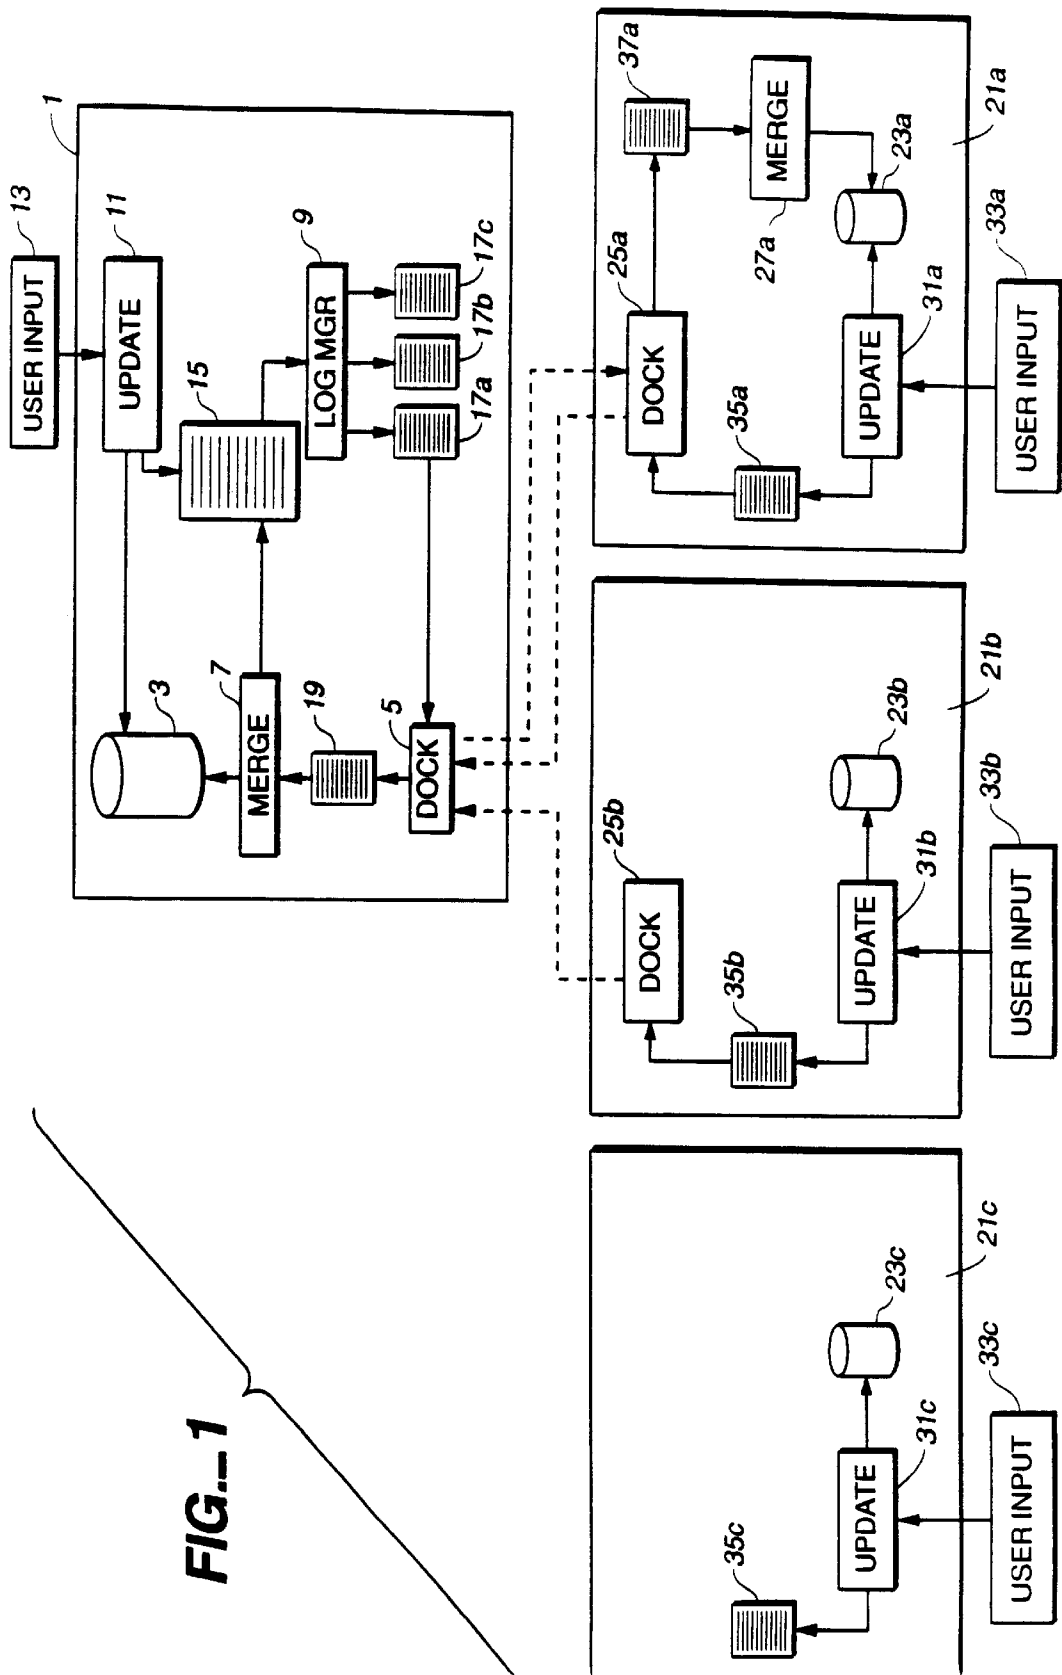 FIG.__1
1
USER INPUT
13
UPDATE
11
3
15
MERGE
7
LOG MGR
9
19
DOCK
5
17a
17b
17c
21a
DOCK
25a
37a
MERGE
27a
35a
UPDATE
31a
23a
USER INPUT
33a
21b
DOCK
25b
35b
UPDATE
31b
23b
USER INPUT
33b
21c
35c
UPDATE
31c
23c
USER INPUT
33c